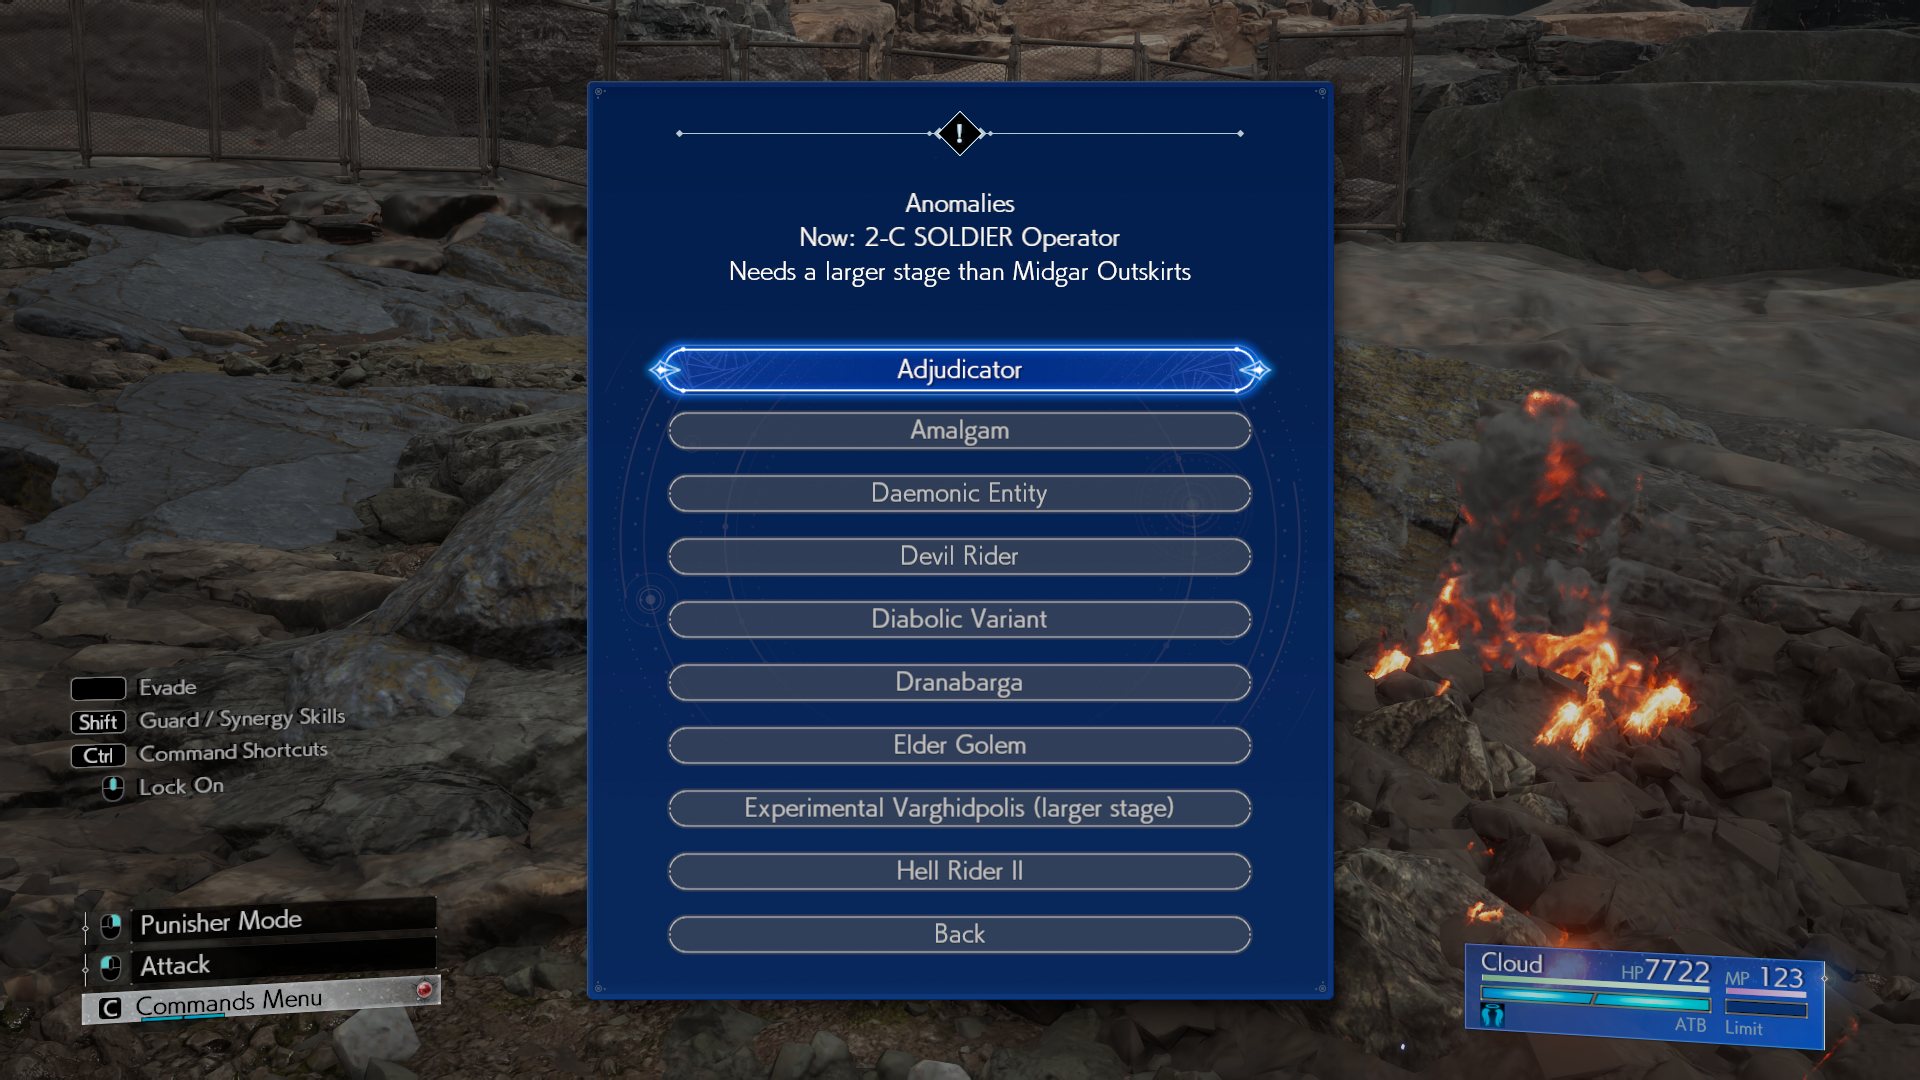 !
Anomalies
Now: 2-C SOLDIER Operator
Needs a larger stage than Midgar Outskirts
Adjudicator
Amalgam
Daemonic Entity
Devil Rider
Diabolic Variant
Dranabarga
Elder Golem
Experimental Varghidpolis (larger stage)
Hell Rider II
Back
Evade
Shift Guard / Synergy Skills
Ctrl Command Shortcuts
Lock On
Punisher Mode
Attack
C Commands Menu
Cloud HP 7722 MP 123
ATB Limit